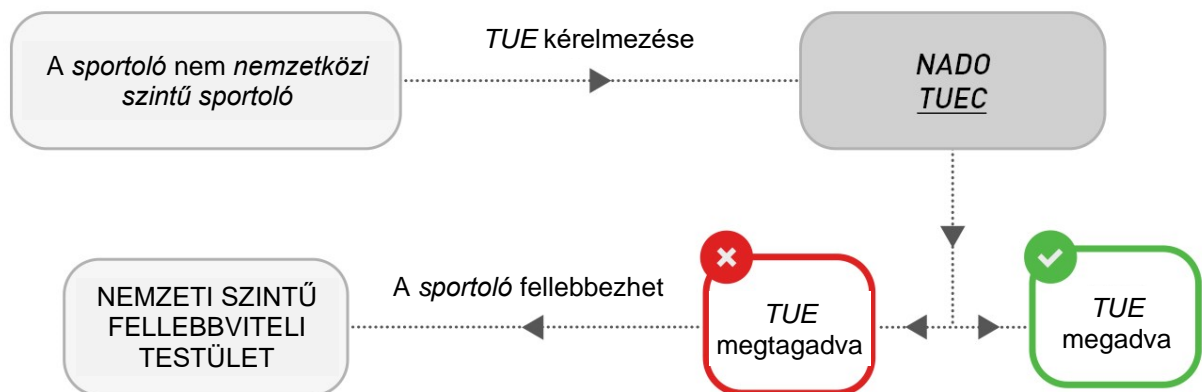 TUE kérelmezése
A sportoló nem nemzetközi
szintű sportoló
NADO
TUEC
NEMZETI SZINTŰ
FELLEBBVITELI
TESTÜLET
A sportoló fellebbezhet
TUE
megtagadva
TUE
megadva